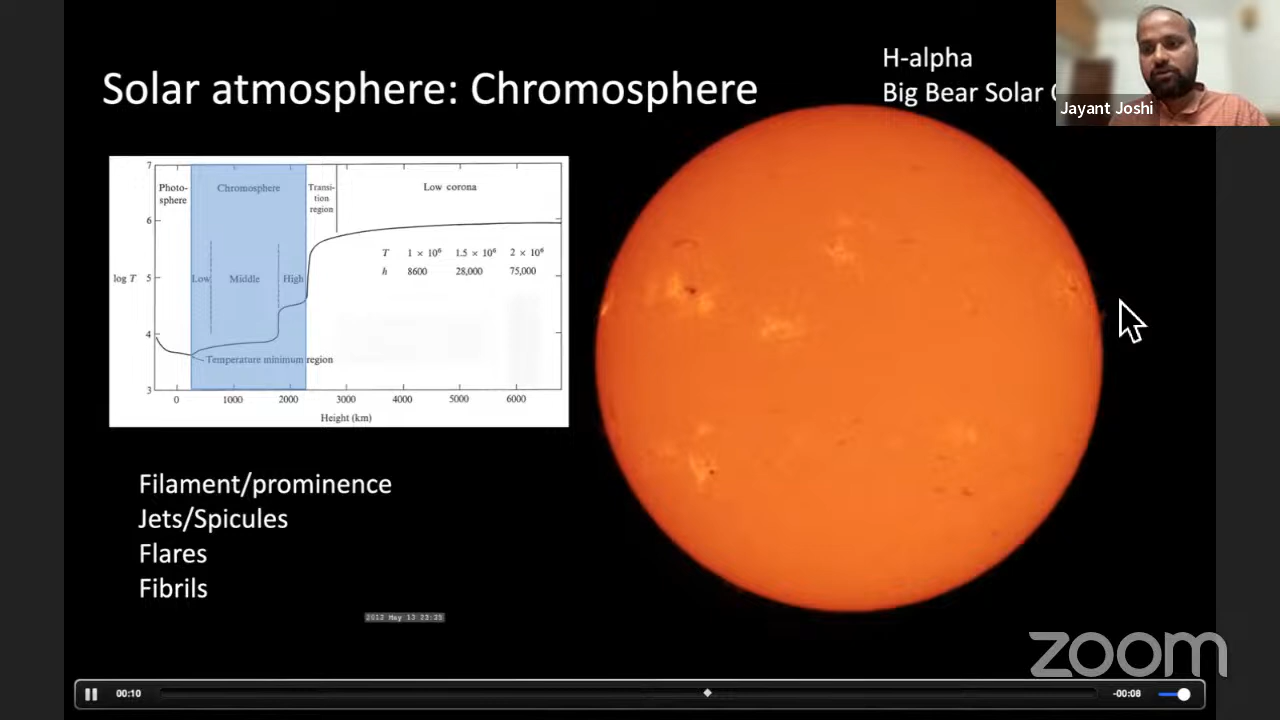 Solar atmosphere: Chromosphere
H-alpha
Big Bear Solar
Jayant Joshi
7
6
5
4
3
log T
Photo-
sphere
Chromosphere
Transi-
tion
region
Low corona
T 1 × 10⁶ 1.5 × 10⁶ 2 × 10⁶
h 8600 28,000 75,000
Low Middle High
Temperature minimum region
0 1000 2000 3000 4000 5000 6000
Height (km)
Filament/prominence
Jets/Spicules
Flares
Fibrils
2012 May 13 23:35
zoom
00:10
-00:08